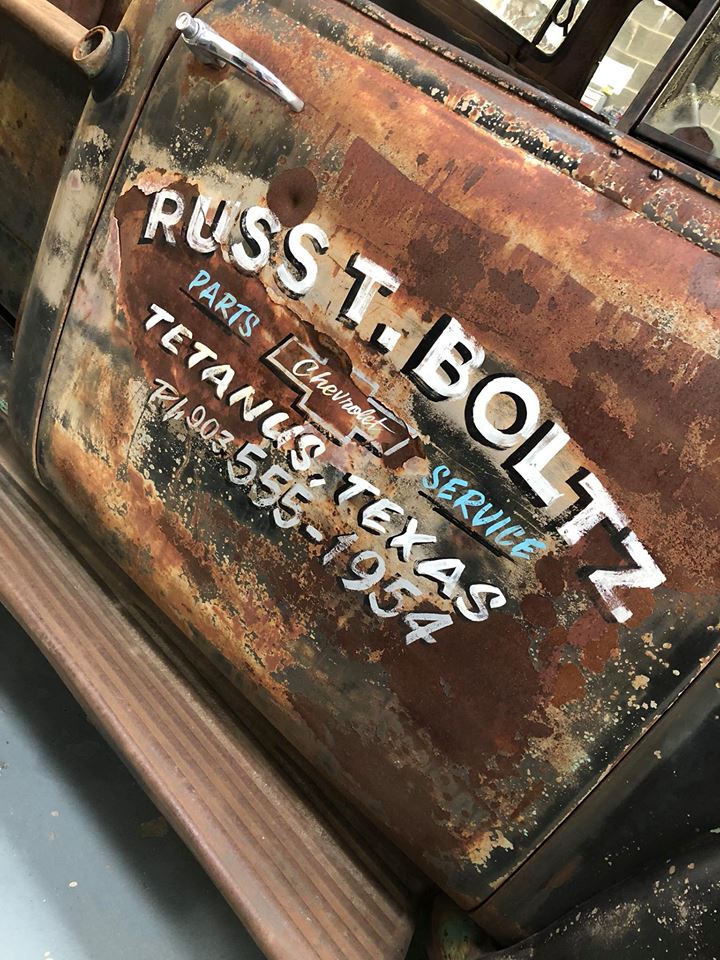 RUSS T. BOLTZ
PARTS Chevrolet SERVICE
TETANUS, TEXAS
Ph. 903. 555-1954